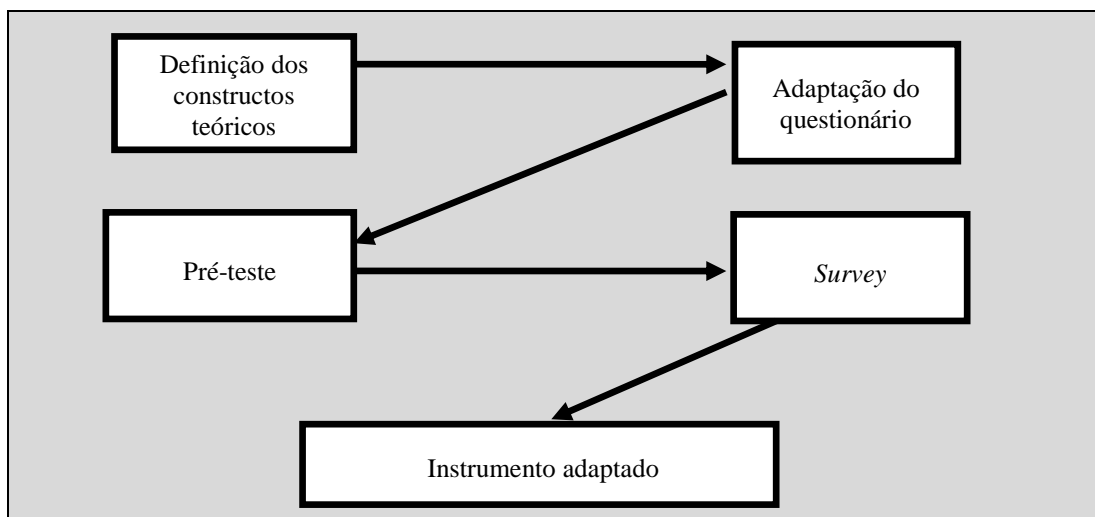 Definição dos
constructos
teóricos
Adaptação do
questionário
Pré-teste
Survey
Instrumento adaptado